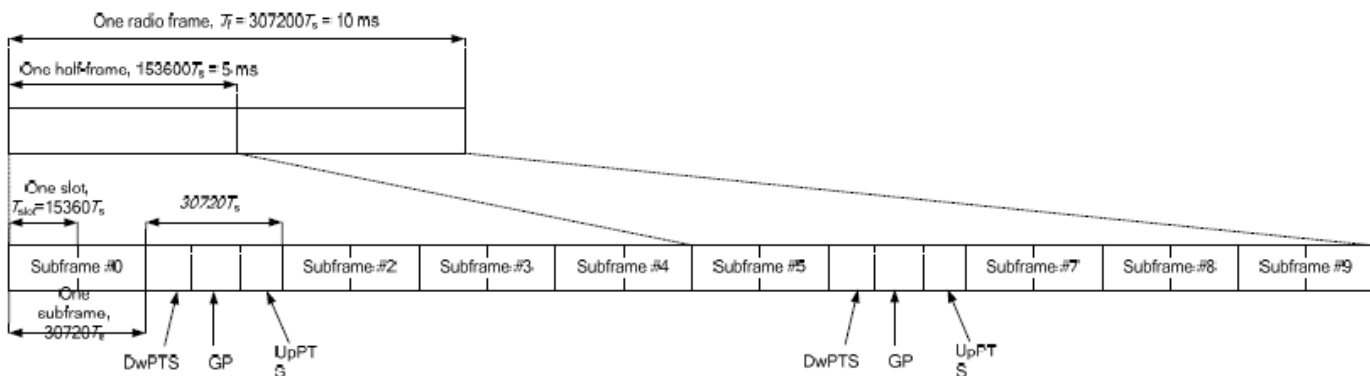 One radio frame, Tf = 307200Ts = 10 ms
One half-frame, 153600Ts = 5 ms
One slot,
Tslot=15360Ts
30720Ts
Subframe #0
Subframe #2
Subframe #3
Subframe #4
Subframe #5
Subframe #7
Subframe #8
Subframe #9
One
subframe,
30720Ts
DwPTS
GP
UpPT
S
DwPTS
GP
UpPT
S